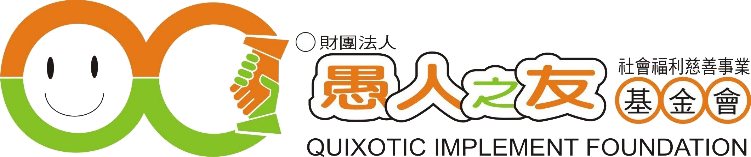 財團法人
愚人之友
社會福利慈善事業
基金會
QUIXOTIC IMPLEMENT FOUNDATION